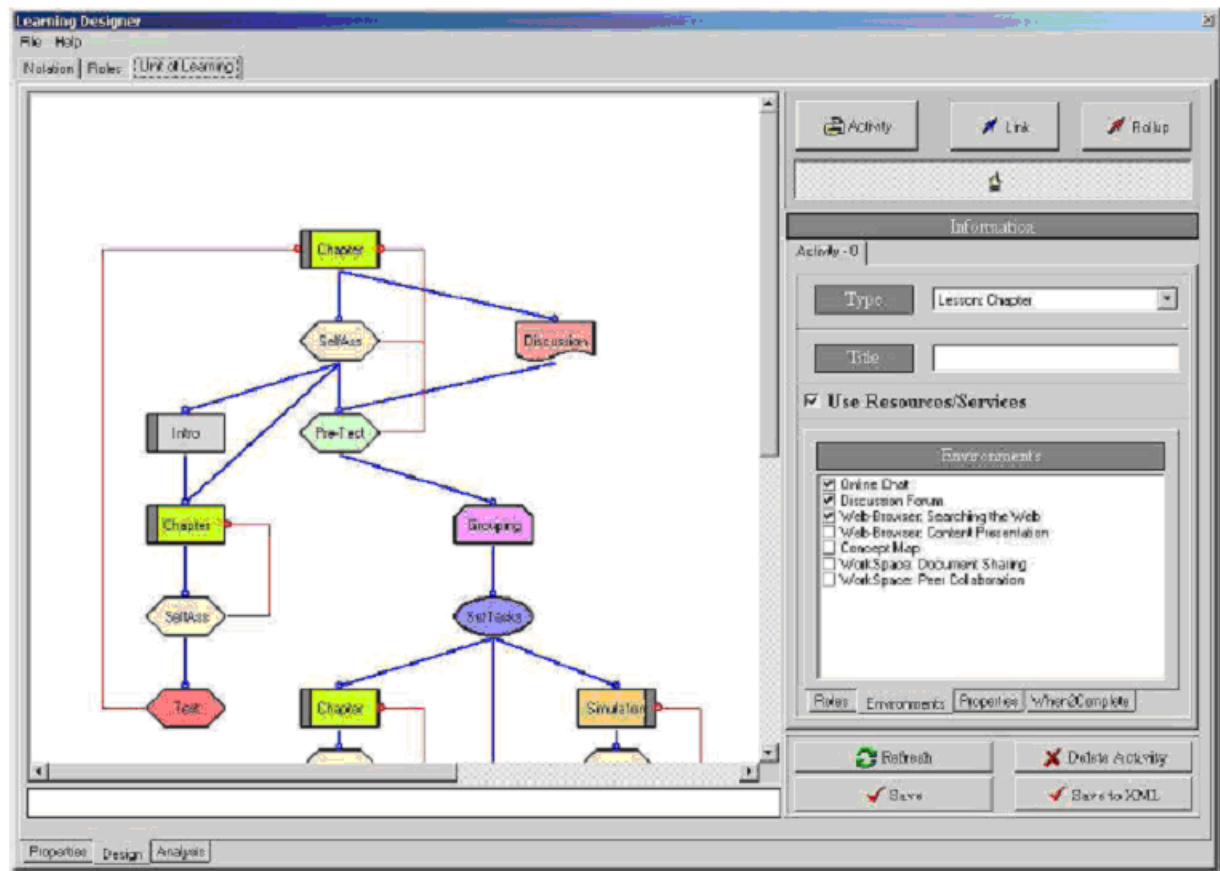 Learning Designer
File Help
Notation Roles Unit of Learning
Activity Link Rollup
Information
Activity - 0
Type Lesson: Chapter
Title
Use Resources/Services
Environments
Online Chat
Discussion Forum
Web-Browser: Searching the Web
Web-Browser: Content Presentation
Concept Map
WorkSpace: Document Sharing
WorkSpace: Peer Collaboration
Roles Environments Properties When2Complete
Refresh Delete Activity
Save Save to XML
Chapter
SelfAss Discussion
Intro Pre-Test
Chapter Grouping
SelfAss SetTasks
Test Chapter Simulation
Properties Design Analysis